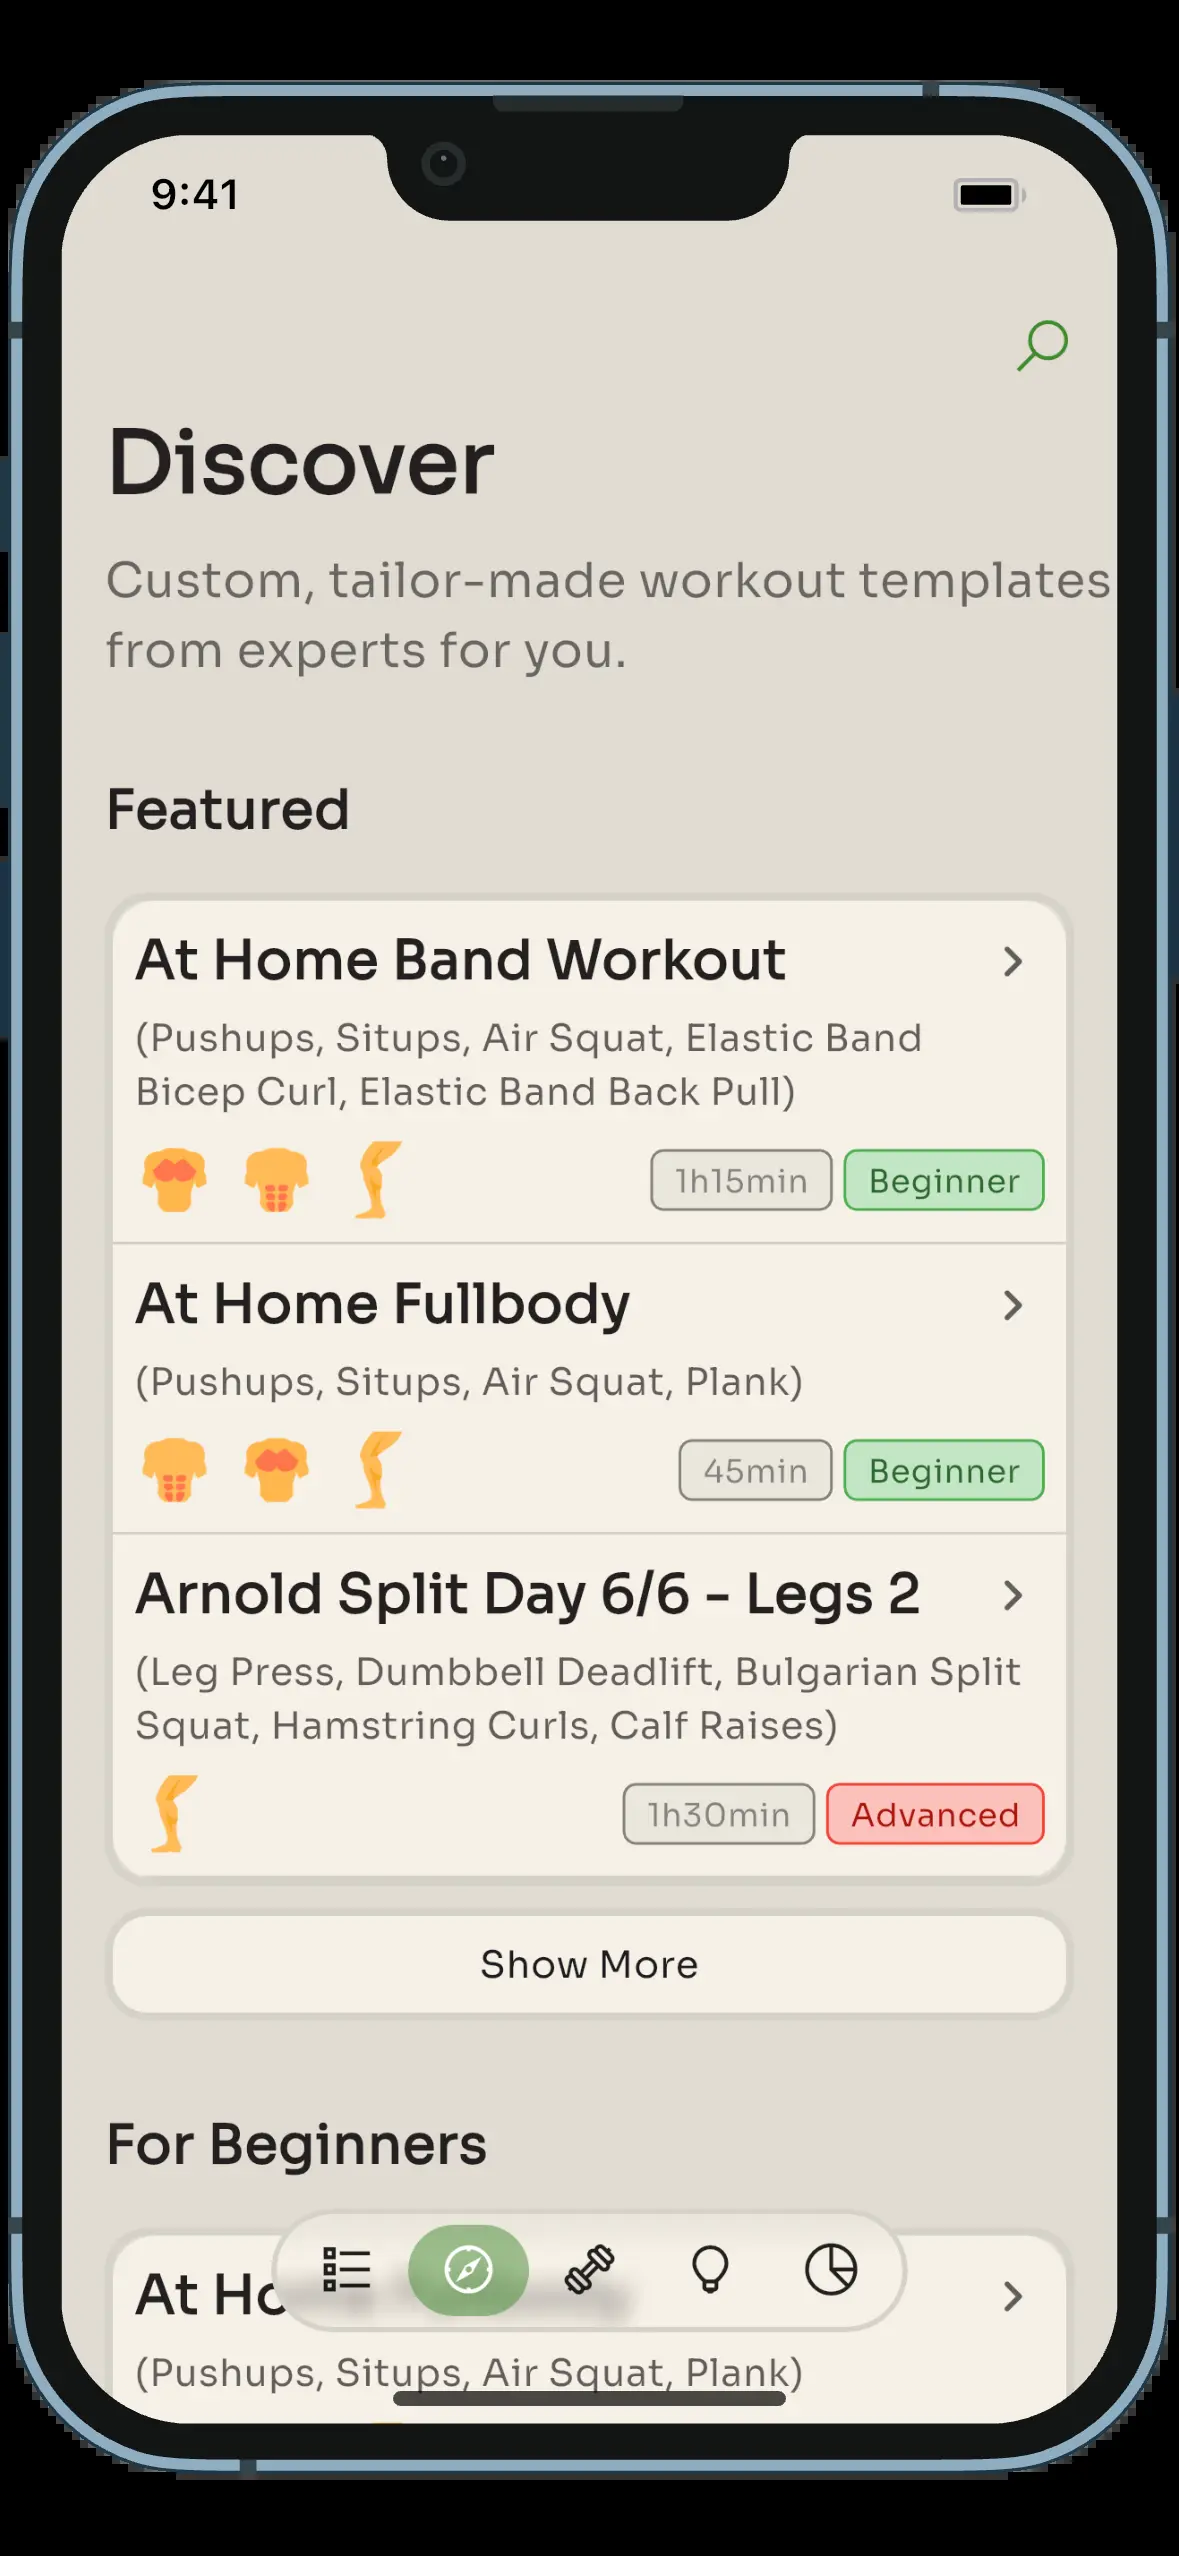 9:41
Discover
Custom, tailor-made workout templates
from experts for you.
Featured
At Home Band Workout
(Pushups, Situps, Air Squat, Elastic Band
Bicep Curl, Elastic Band Back Pull)
1h15min
Beginner
At Home Fullbody
(Pushups, Situps, Air Squat, Plank)
45min
Beginner
Arnold Split Day 6/6 - Legs 2
(Leg Press, Dumbbell Deadlift, Bulgarian Split
Squat, Hamstring Curls, Calf Raises)
1h30min
Advanced
Show More
For Beginners
At
(Pushups, Situps, Air Squat, Plank)